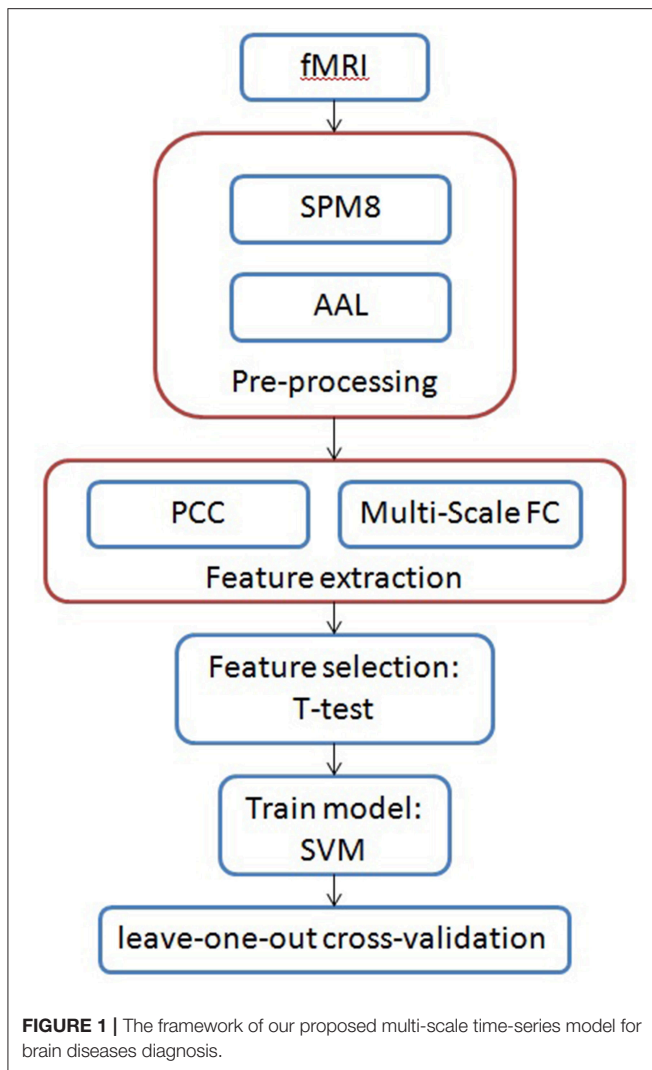 fMRI
SPM8
AAL
Pre-processing
PCC
Multi-Scale FC
Feature extraction
Feature selection:
T-test
Train model:
SVM
leave-one-out cross-validation
FIGURE 1 | The framework of our proposed multi-scale time-series model for
brain diseases diagnosis.